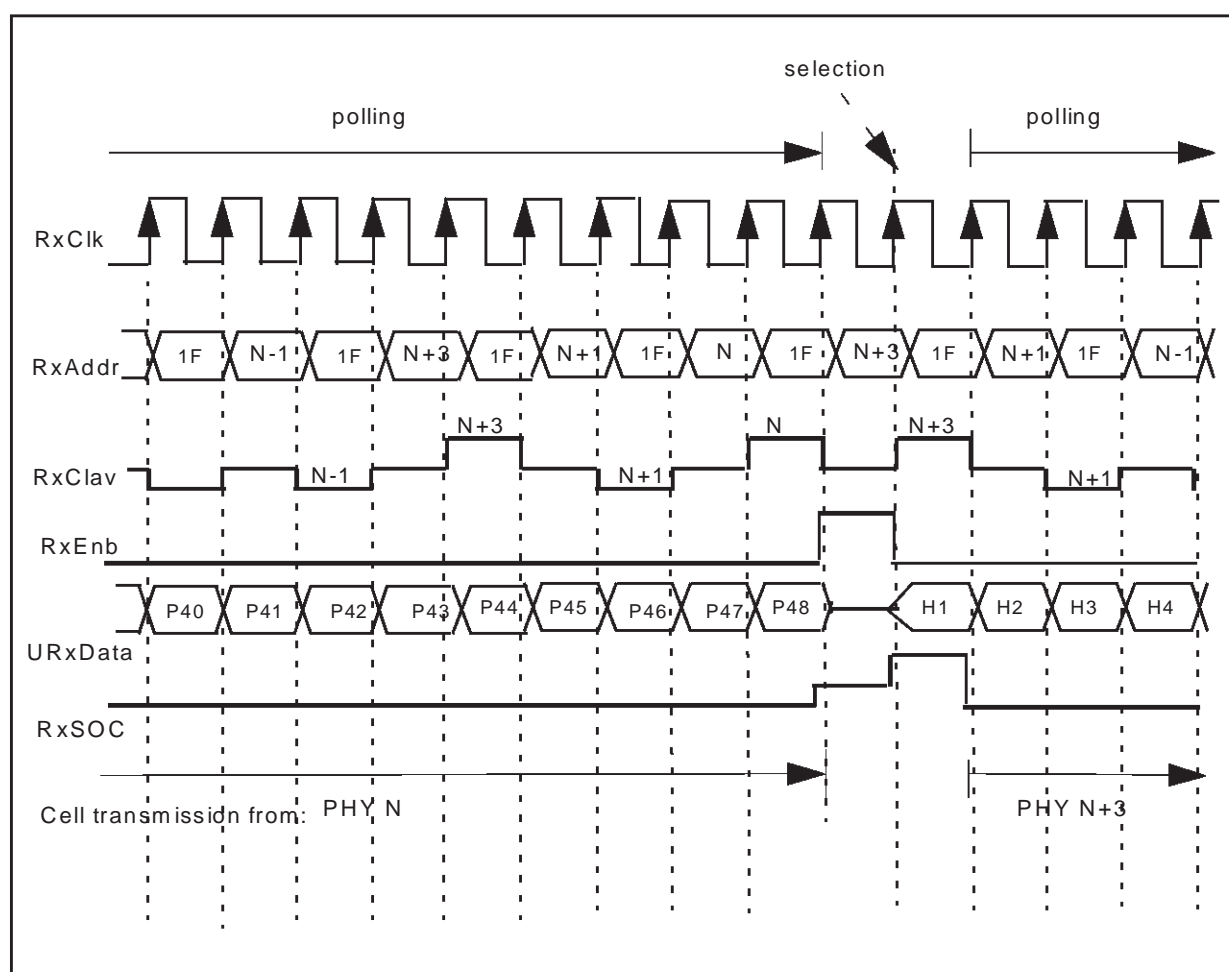 selection
polling polling
RxClk
RxAddr 1F N-1 1F N+3 1F N+1 1F N 1F N+3 1F N+1 1F N-1
RxClav N-1 N+3 N+1 N N+3 N+1
RxEnb
P40 P41 P42 P43 P44 P45 P46 P47 P48 H1 H2 H3 H4
URxData
RxSOC
Cell transmission from: PHY N PHY N+3